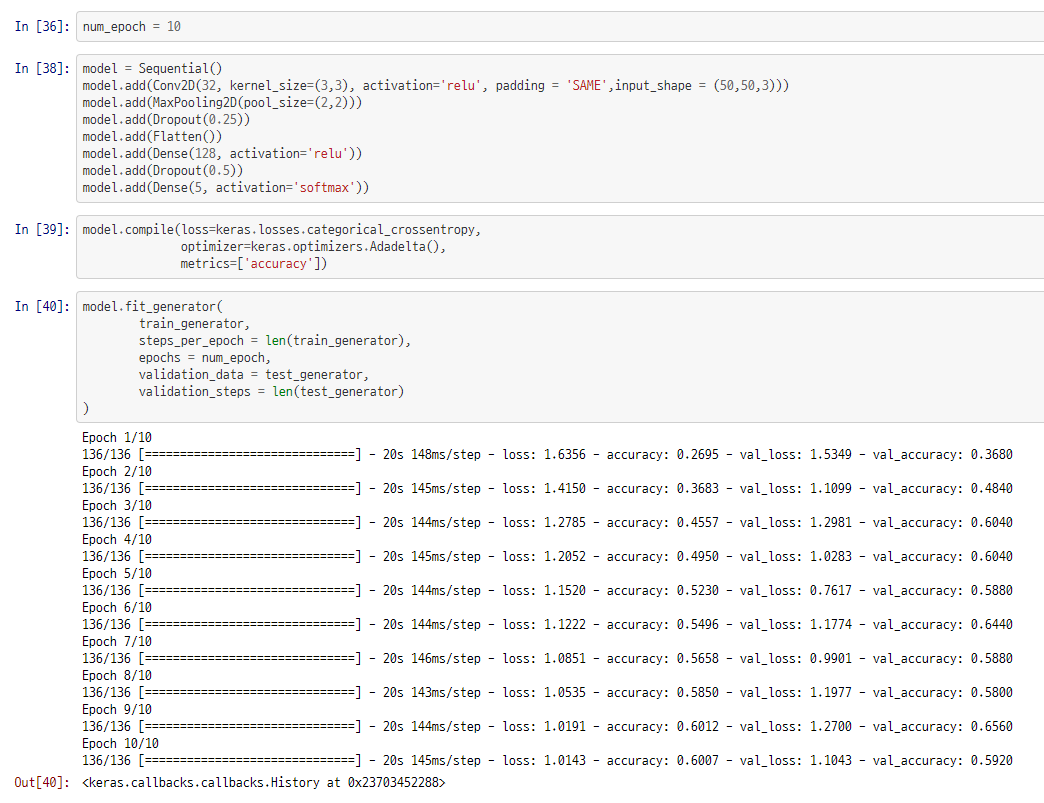 In [36]: num_epoch = 10
In [38]: model = Sequential()
model.add(Conv2D(32, kernel_size=(3,3), activation='relu', padding = 'SAME',input_shape = (50,50,3)))
model.add(MaxPooling2D(pool_size=(2,2)))
model.add(Dropout(0.25))
model.add(Flatten())
model.add(Dense(128, activation='relu'))
model.add(Dropout(0.5))
model.add(Dense(5, activation='softmax'))
In [39]: model.compile(loss=keras.losses.categorical_crossentropy,
optimizer=keras.optimizers.Adadelta(),
metrics=['accuracy'])
In [40]: model.fit_generator(
train_generator,
steps_per_epoch = len(train_generator),
epochs = num_epoch,
validation_data = test_generator,
validation_steps = len(test_generator)
)
Epoch 1/10
136/136 [==============================] - 20s 148ms/step - loss: 1.6356 - accuracy: 0.2695 - val_loss: 1.5349 - val_accuracy: 0.3680
Epoch 2/10
136/136 [==============================] - 20s 145ms/step - loss: 1.4150 - accuracy: 0.3683 - val_loss: 1.1099 - val_accuracy: 0.4840
Epoch 3/10
136/136 [==============================] - 20s 144ms/step - loss: 1.2785 - accuracy: 0.4557 - val_loss: 1.2981 - val_accuracy: 0.6040
Epoch 4/10
136/136 [==============================] - 20s 145ms/step - loss: 1.2052 - accuracy: 0.4950 - val_loss: 1.0283 - val_accuracy: 0.6040
Epoch 5/10
136/136 [==============================] - 20s 144ms/step - loss: 1.1520 - accuracy: 0.5230 - val_loss: 0.7617 - val_accuracy: 0.5880
Epoch 6/10
136/136 [==============================] - 20s 144ms/step - loss: 1.1222 - accuracy: 0.5496 - val_loss: 1.1774 - val_accuracy: 0.6440
Epoch 7/10
136/136 [==============================] - 20s 146ms/step - loss: 1.0851 - accuracy: 0.5658 - val_loss: 0.9901 - val_accuracy: 0.5880
Epoch 8/10
136/136 [==============================] - 20s 143ms/step - loss: 1.0535 - accuracy: 0.5850 - val_loss: 1.1977 - val_accuracy: 0.5800
Epoch 9/10
136/136 [==============================] - 20s 144ms/step - loss: 1.0191 - accuracy: 0.6012 - val_loss: 1.2700 - val_accuracy: 0.6560
Epoch 10/10
136/136 [==============================] - 20s 145ms/step - loss: 1.0143 - accuracy: 0.6007 - val_loss: 1.1043 - val_accuracy: 0.5920
Out[40]: <keras.callbacks.callbacks.History at 0x23703452288>